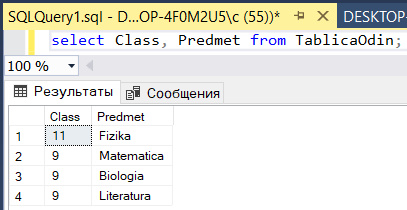 SQLQuery1.sql - D...OP-4F0M2U5\c (55))* DESKTOP-
select Class, Predmet from TablicaOdin;
100 %
Результаты Сообщения
Class Predmet
1 11 Fizika
2 9 Matematica
3 9 Biologia
4 9 Literatura